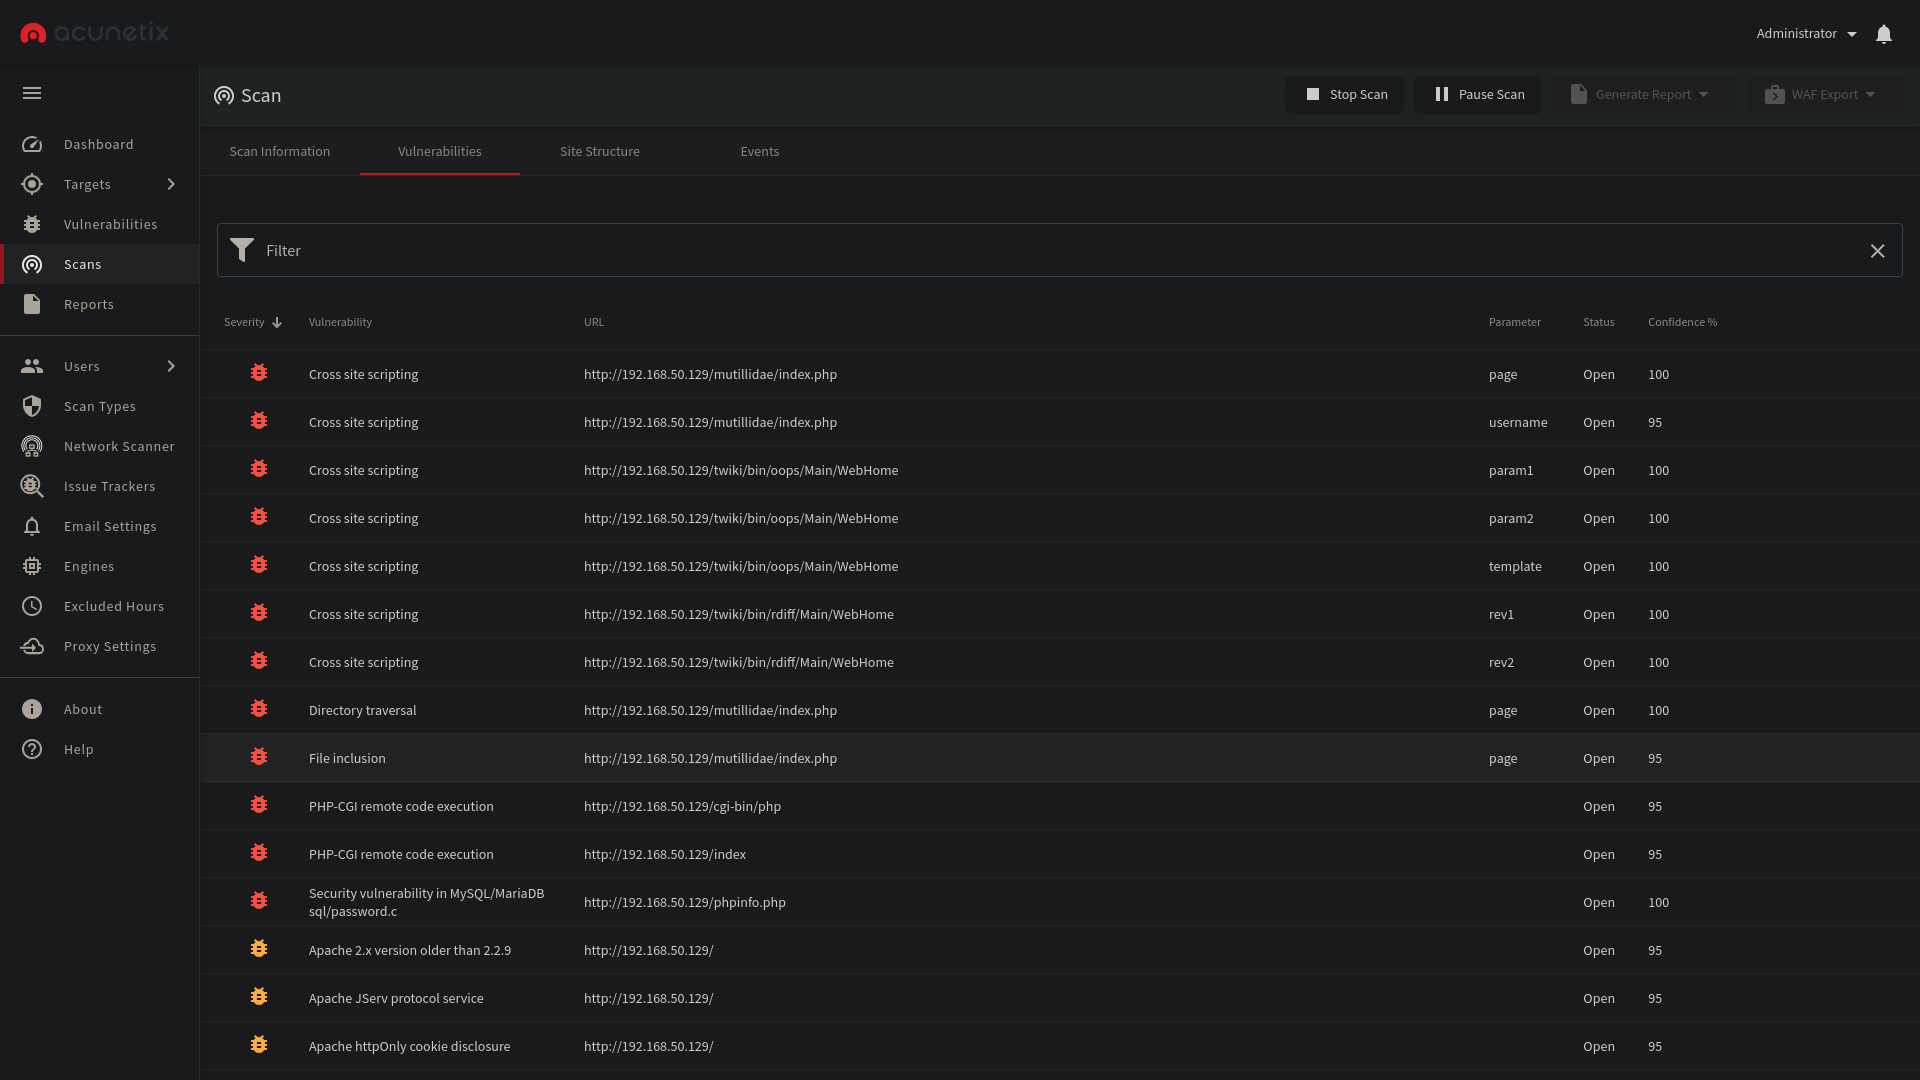 acunetix
Administrator
Scan
Stop Scan
Pause Scan
Generate Report
WAF Export
Dashboard
Targets
Vulnerabilities
Scans
Reports
Users
Scan Types
Network Scanner
Issue Trackers
Email Settings
Engines
Excluded Hours
Proxy Settings
About
Help
Scan Information Vulnerabilities Site Structure Events
Filter
Severity Vulnerability URL Parameter Status Confidence %
Cross site scripting http://192.168.50.129/mutillidae/index.php page Open 100
Cross site scripting http://192.168.50.129/mutillidae/index.php username Open 95
Cross site scripting http://192.168.50.129/twiki/bin/oops/Main/WebHome param1 Open 100
Cross site scripting http://192.168.50.129/twiki/bin/oops/Main/WebHome param2 Open 100
Cross site scripting http://192.168.50.129/twiki/bin/oops/Main/WebHome template Open 100
Cross site scripting http://192.168.50.129/twiki/bin/rdiff/Main/WebHome rev1 Open 100
Cross site scripting http://192.168.50.129/twiki/bin/rdiff/Main/WebHome rev2 Open 100
Directory traversal http://192.168.50.129/mutillidae/index.php page Open 100
File inclusion http://192.168.50.129/mutillidae/index.php page Open 95
PHP-CGI remote code execution http://192.168.50.129/cgi-bin/php Open 95
PHP-CGI remote code execution http://192.168.50.129/index Open 95
Security vulnerability in MySQL/MariaDB
sql/password.c http://192.168.50.129/phpinfo.php Open 100
Apache 2.x version older than 2.2.9 http://192.168.50.129/ Open 95
Apache JServ protocol service http://192.168.50.129/ Open 95
Apache httpOnly cookie disclosure http://192.168.50.129/ Open 95